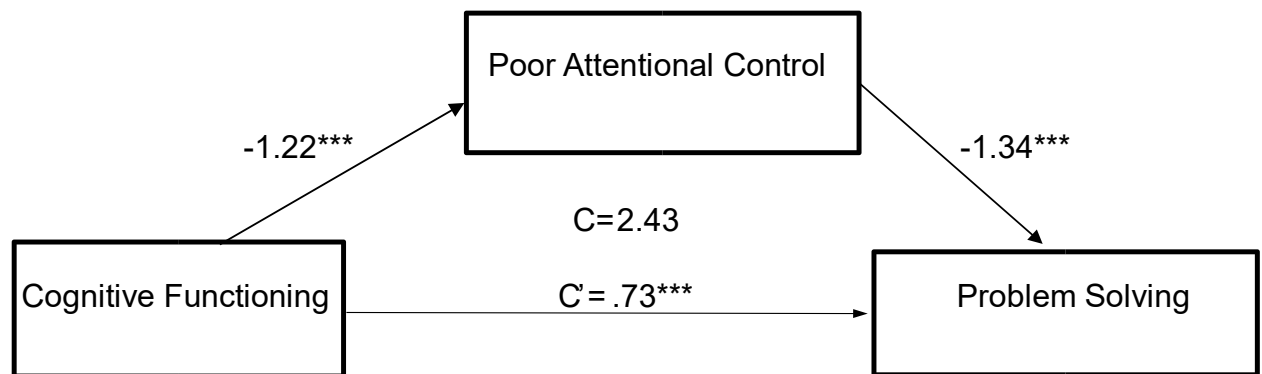 Poor Attentional Control
-1.22***
-1.34***
C=2.43
Cognitive Functioning
C’= .73***
Problem Solving